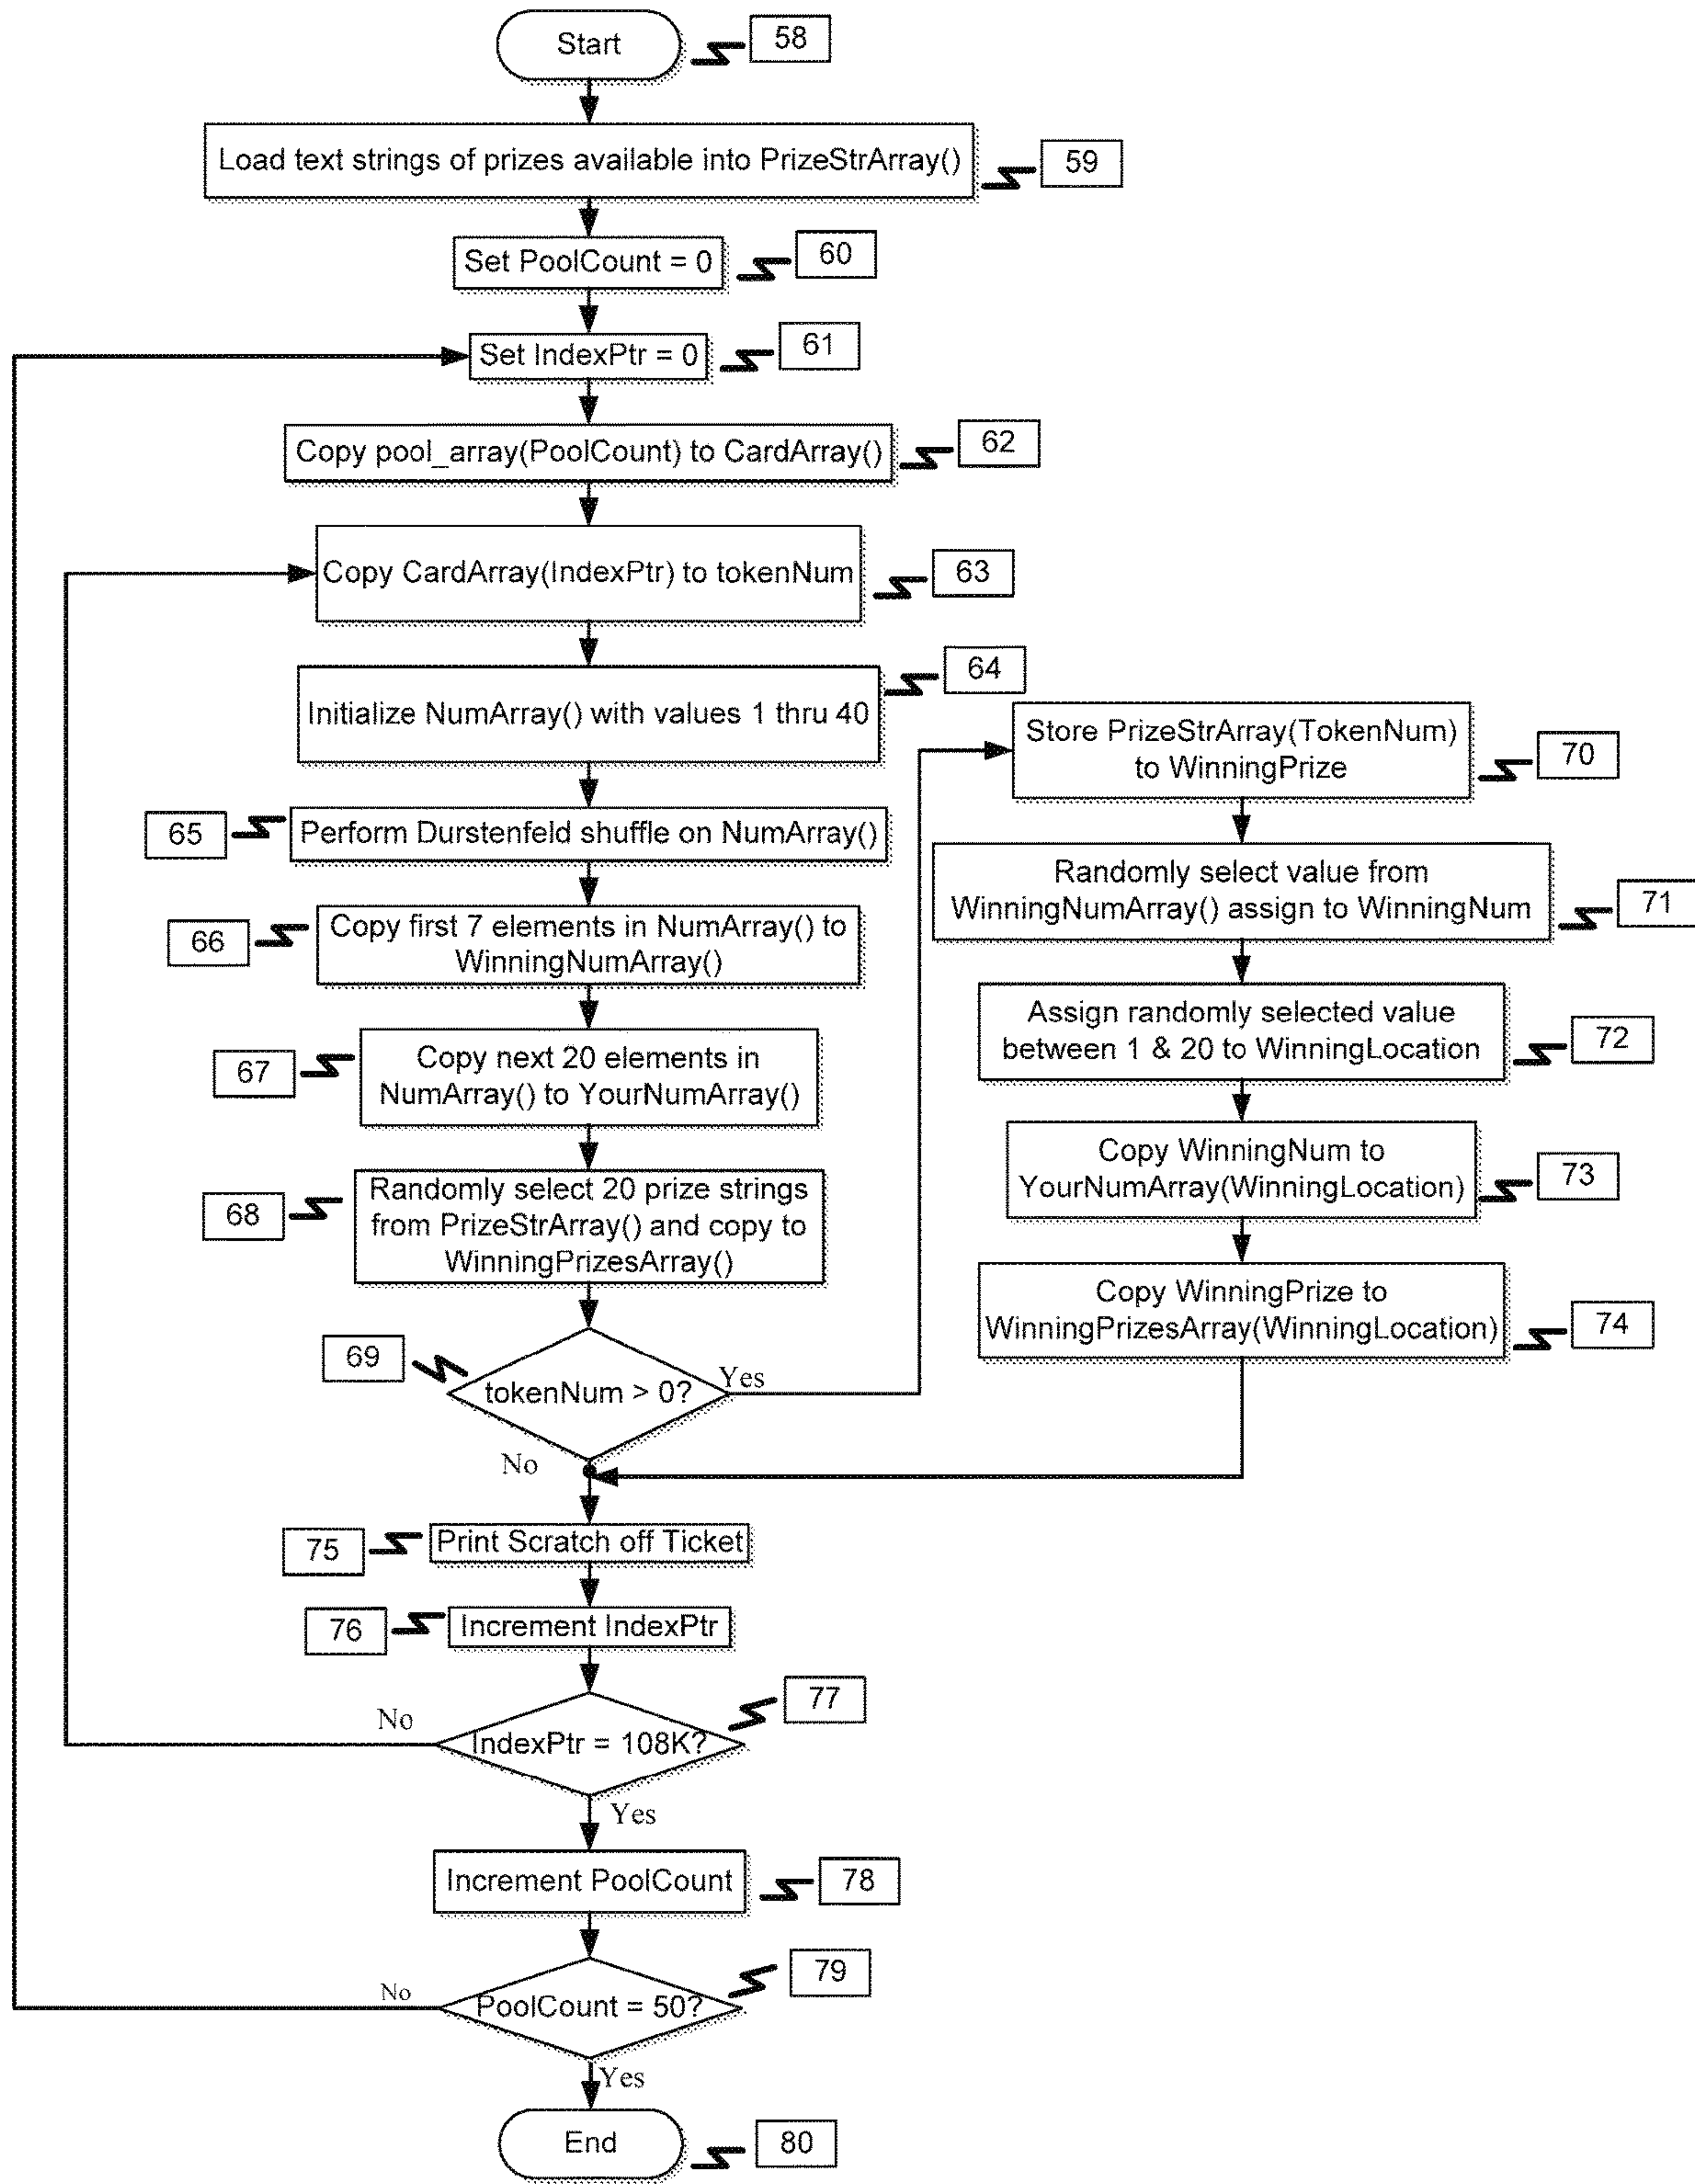 Start
58
Load text strings of prizes available into PrizeStrArray()
59
Set PoolCount = 0
60
Set IndexPtr = 0
61
Copy pool_array(PoolCount) to CardArray()
62
Copy CardArray(IndexPtr) to tokenNum
63
Initialize NumArray() with values 1 thru 40
64
65
Perform Durstenfeld shuffle on NumArray()
66
Copy first 7 elements in NumArray() to
WinningNumArray()
67
Copy next 20 elements in
NumArray() to YourNumArray()
68
Randomly select 20 prize strings
from PrizeStrArray() and copy to
WinningPrizesArray()
69
tokenNum > 0?
Yes
No
Store PrizeStrArray(TokenNum)
to WinningPrize
70
Randomly select value from
WinningNumArray() assign to WinningNum
71
Assign randomly selected value
between 1 & 20 to WinningLocation
72
Copy WinningNum to
YourNumArray(WinningLocation)
73
Copy WinningPrize to
WinningPrizesArray(WinningLocation)
74
75
Print Scratch off Ticket
76
Increment IndexPtr
77
No
IndexPtr = 108K?
Yes
Increment PoolCount
78
79
No
PoolCount = 50?
Yes
End
80